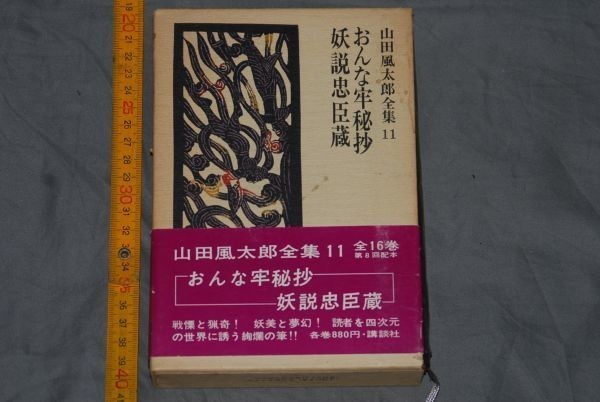 山田風太郎全集 11
おんな牢秘抄
妖説忠臣蔵
山田風太郎全集 11
全16巻
第8回配本
おんな牢秘抄
妖説忠臣蔵
戦慄と猟奇! 妖美と夢幻! 読者を四次元
の世界に誘う絢爛の筆!! 各巻880円・講談社
20
25
30
35
40